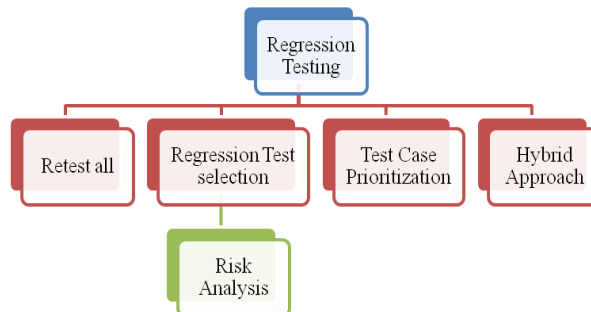 Regression
Testing
Retest all
Regression Test
selection
Test Case
Prioritization
Hybrid
Approach
Risk
Analysis